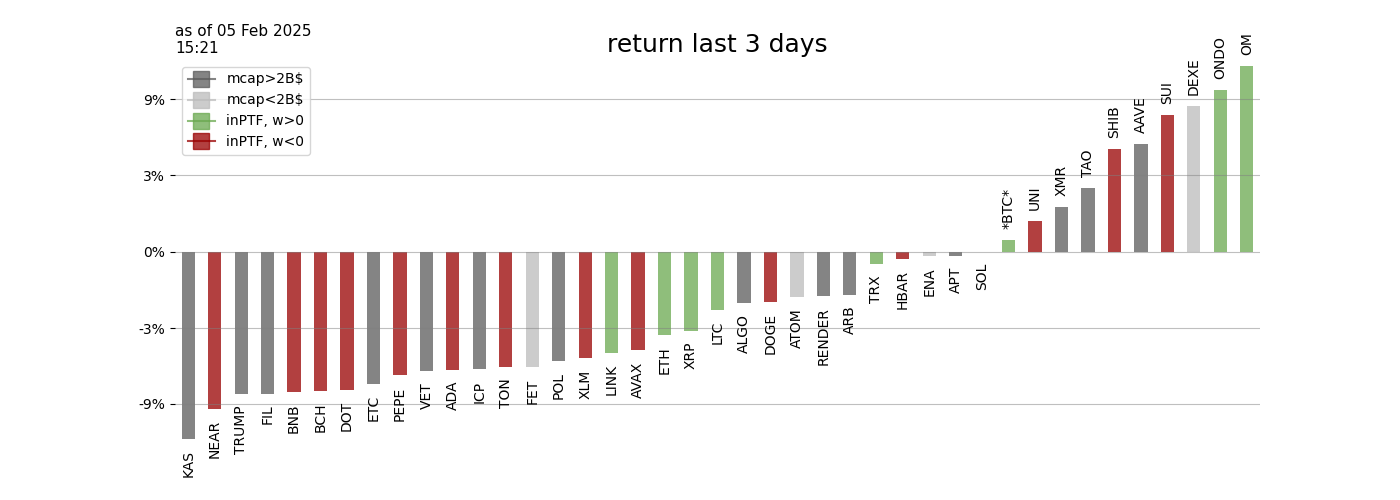 as of 05 Feb 2025
15:21
return last 3 days
mcap>2B$
mcap<2B$
inPTF, w>0
inPTF, w<0
9%
3%
0%
-3%
-9%
KAS
NEAR
TRUMP
FIL
BNB
BCH
DOT
ETC
PEPE
VET
ADA
ICP
TON
FET
POL
XLM
LINK
AVAX
ETH
XRP
LTC
ALGO
DOGE
ATOM
RENDER
ARB
TRX
HBAR
ENA
APT
SOL
*BTC*
UNI
XMR
TAO
SHIB
AAVE
SUI
DEXE
ONDO
OM